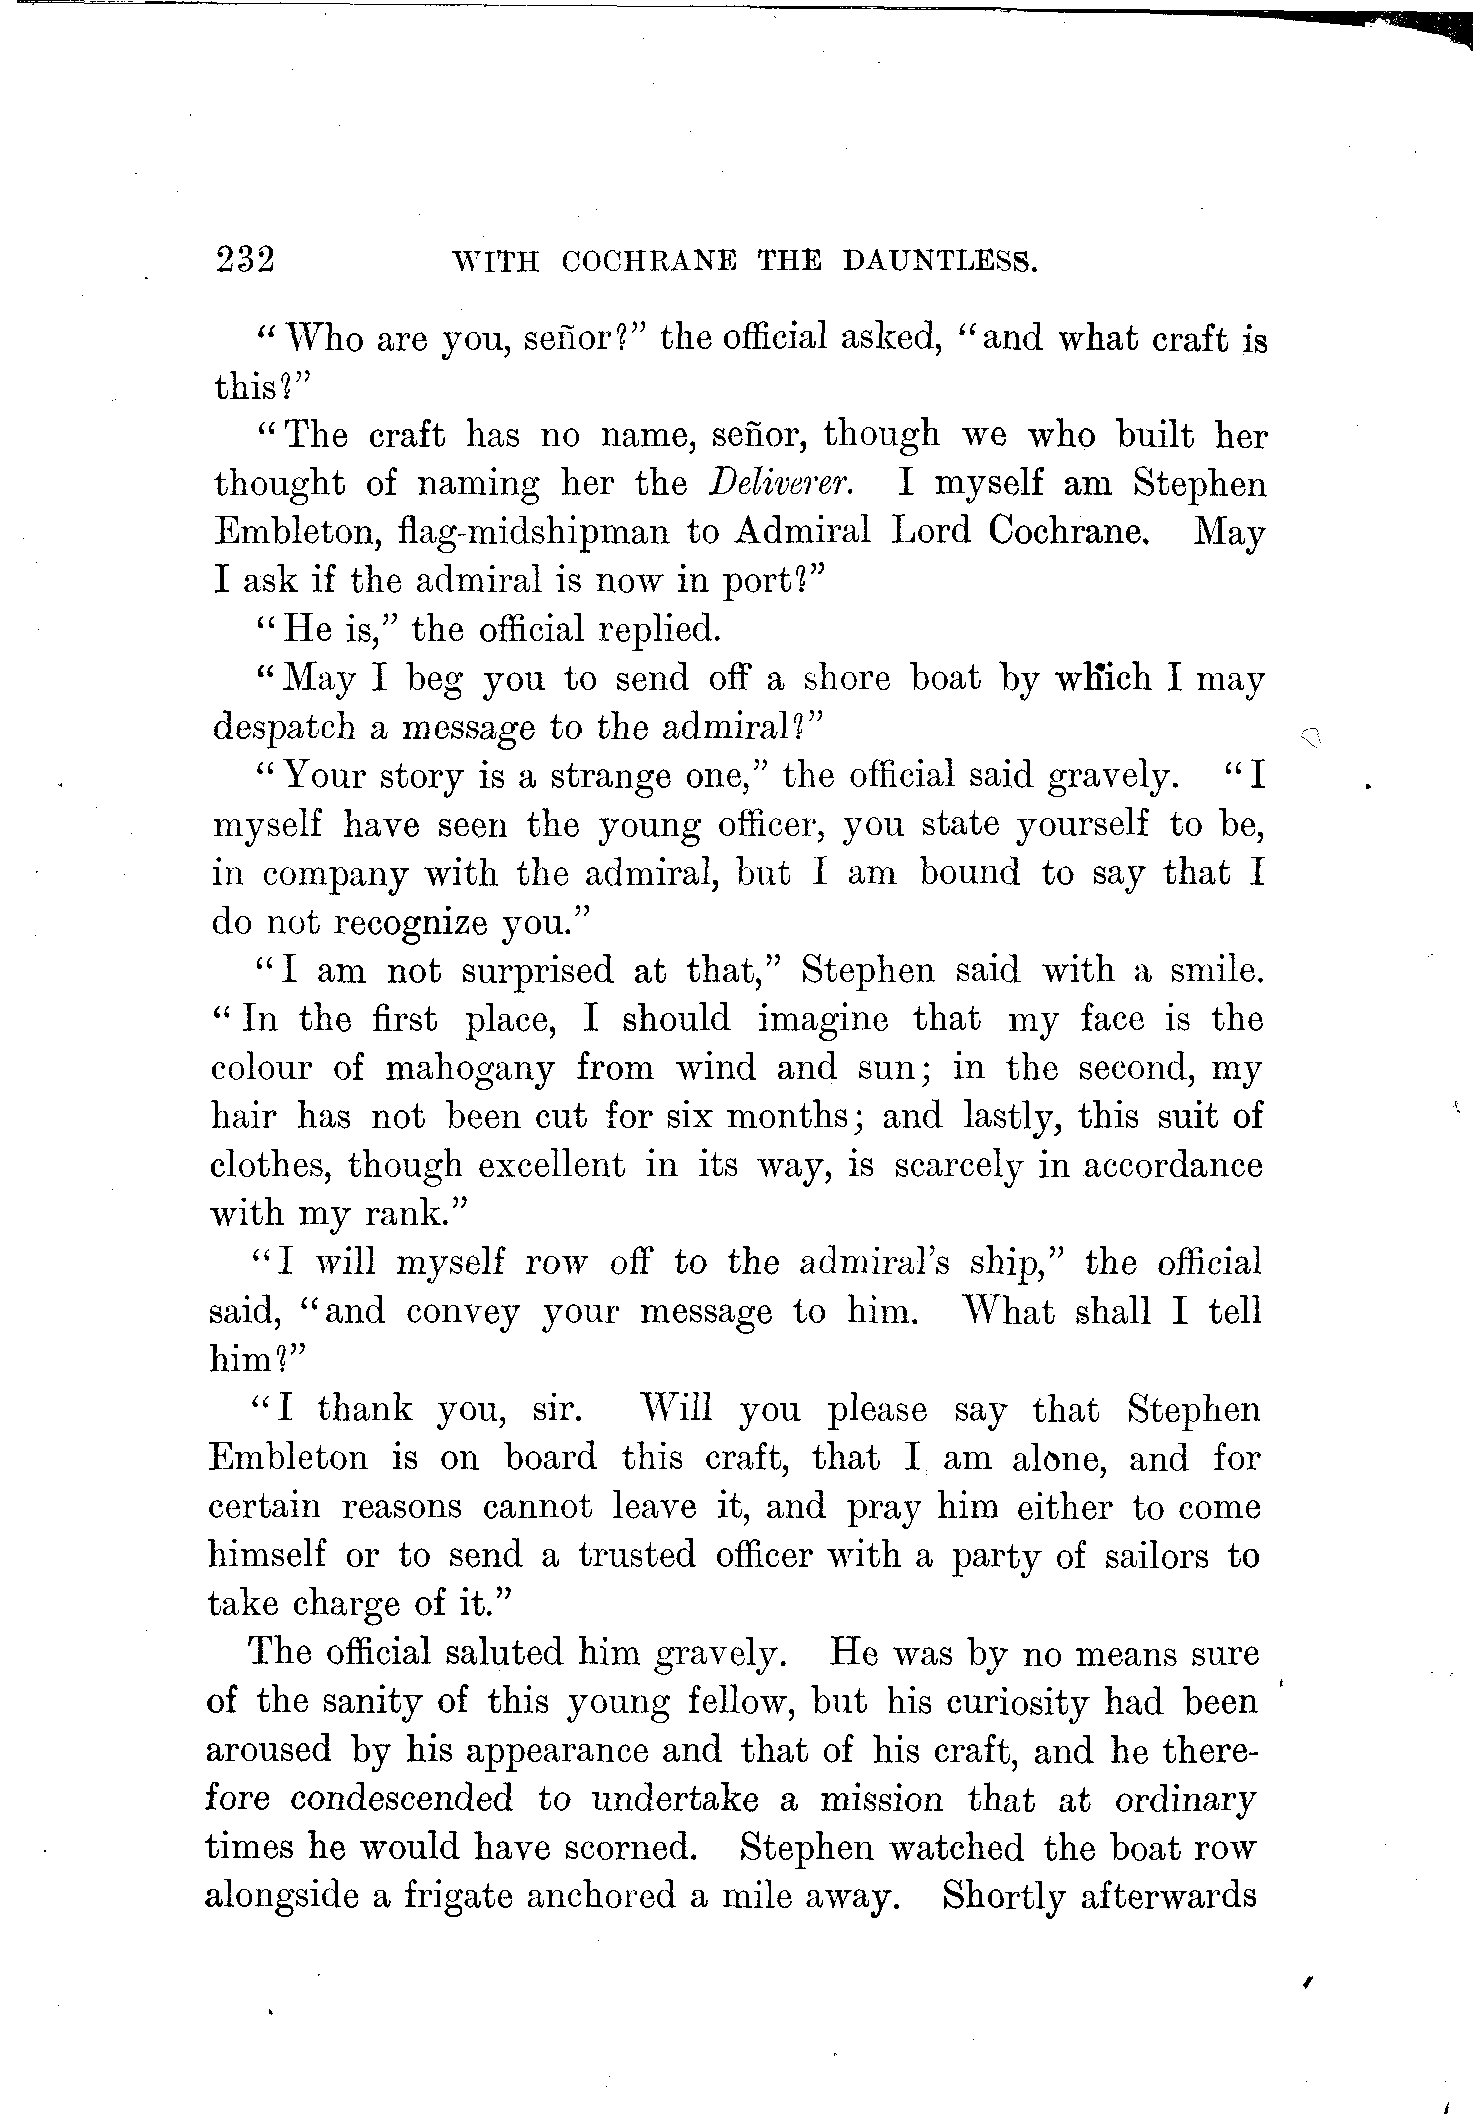 232 WITH COCHRANE THE DAUNTLESS.
"Who are you, señor?" the official asked, "and what craft is
this?"
"The craft has no name, señor, though we who built her
thought of naming her the Deliverer. I myself am Stephen
Embleton, flag-midshipman to Admiral Lord Cochrane. May
I ask if the admiral is now in port?"
"He is," the official replied.
"May I beg you to send off a shore boat by which I may
despatch a message to the admiral?"
"Your story is a strange one," the official said gravely. "I
myself have seen the young officer, you state yourself to be,
in company with the admiral, but I am bound to say that I
do not recognize you."
"I am not surprised at that," Stephen said with a smile.
"In the first place, I should imagine that my face is the
colour of mahogany from wind and sun; in the second, my
hair has not been cut for six months; and lastly, this suit of
clothes, though excellent in its way, is scarcely in accordance
with my rank."
"I will myself row off to the admiral's ship," the official
said, "and convey your message to him. What shall I tell
him?"
"I thank you, sir. Will you please say that Stephen
Embleton is on board this craft, that I am alone, and for
certain reasons cannot leave it, and pray him either to come
himself or to send a trusted officer with a party of sailors to
take charge of it."
The official saluted him gravely. He was by no means sure
of the sanity of this young fellow, but his curiosity had been
aroused by his appearance and that of his craft, and he there-
fore condescended to undertake a mission that at ordinary
times he would have scorned. Stephen watched the boat row
alongside a frigate anchored a mile away. Shortly afterwards